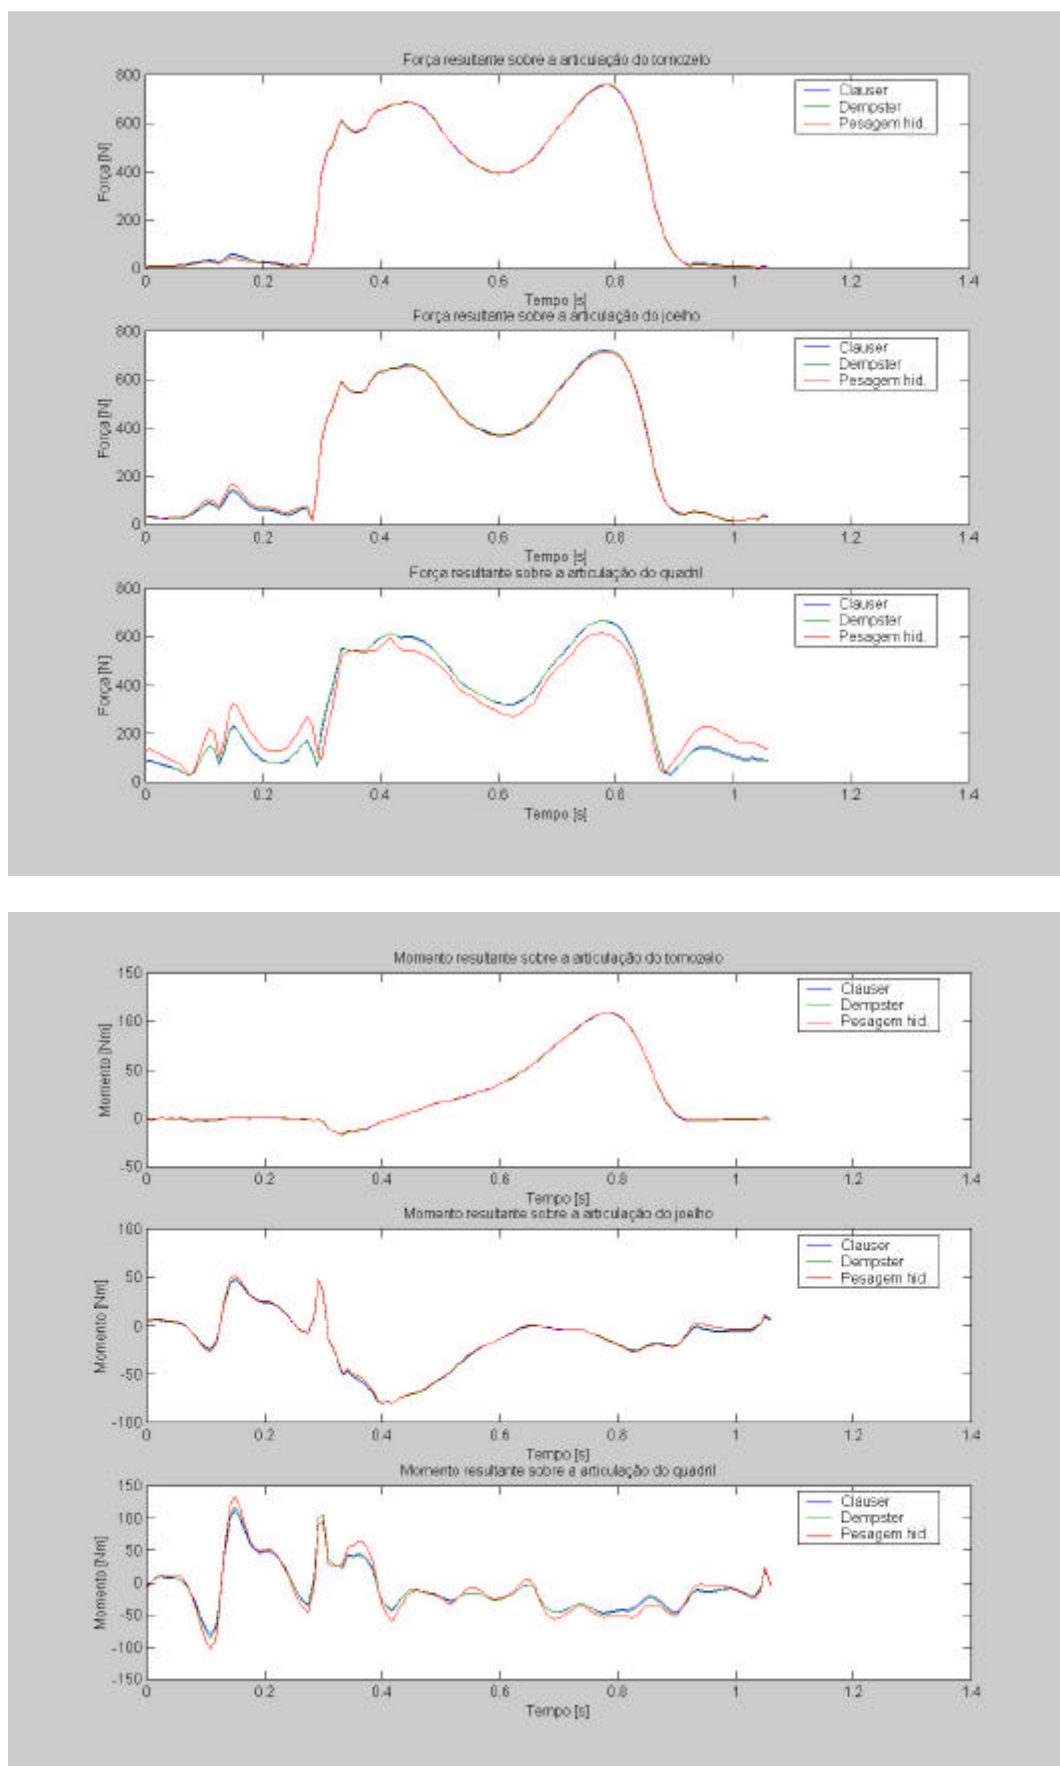 Força resultante sobre a articulação do tornozelo
800
600
400
200
0
Força [N]
Clauser
Dempster
Pesagem hid.
0 0.2 0.4 0.6 0.8 1 1.2 1.4
Tempo [s]
Força resultante sobre a articulação do joelho
800
600
400
200
0
Força [N]
Clauser
Dempster
Pesagem hid.
0 0.2 0.4 0.6 0.8 1 1.2 1.4
Tempo [s]
Força resultante sobre a articulação do quadril
800
600
400
200
0
Força [N]
Clauser
Dempster
Pesagem hid.
0 0.2 0.4 0.6 0.8 1 1.2 1.4
Tempo [s]
Momento resultante sobre a articulação do tornozelo
150
100
50
0
-50
Momento [Nm]
Clauser
Dempster
Pesagem hid.
0 0.2 0.4 0.6 0.8 1 1.2 1.4
Tempo [s]
Momento resultante sobre a articulação do joelho
100
50
0
-50
-100
Momento [Nm]
Clauser
Dempster
Pesagem hid.
0 0.2 0.4 0.6 0.8 1 1.2 1.4
Tempo [s]
Momento resultante sobre a articulação do quadril
150
100
50
0
-50
-100
-150
Momento [Nm]
Clauser
Dempster
Pesagem hid.
0 0.2 0.4 0.6 0.8 1 1.2 1.4
Tempo [s]